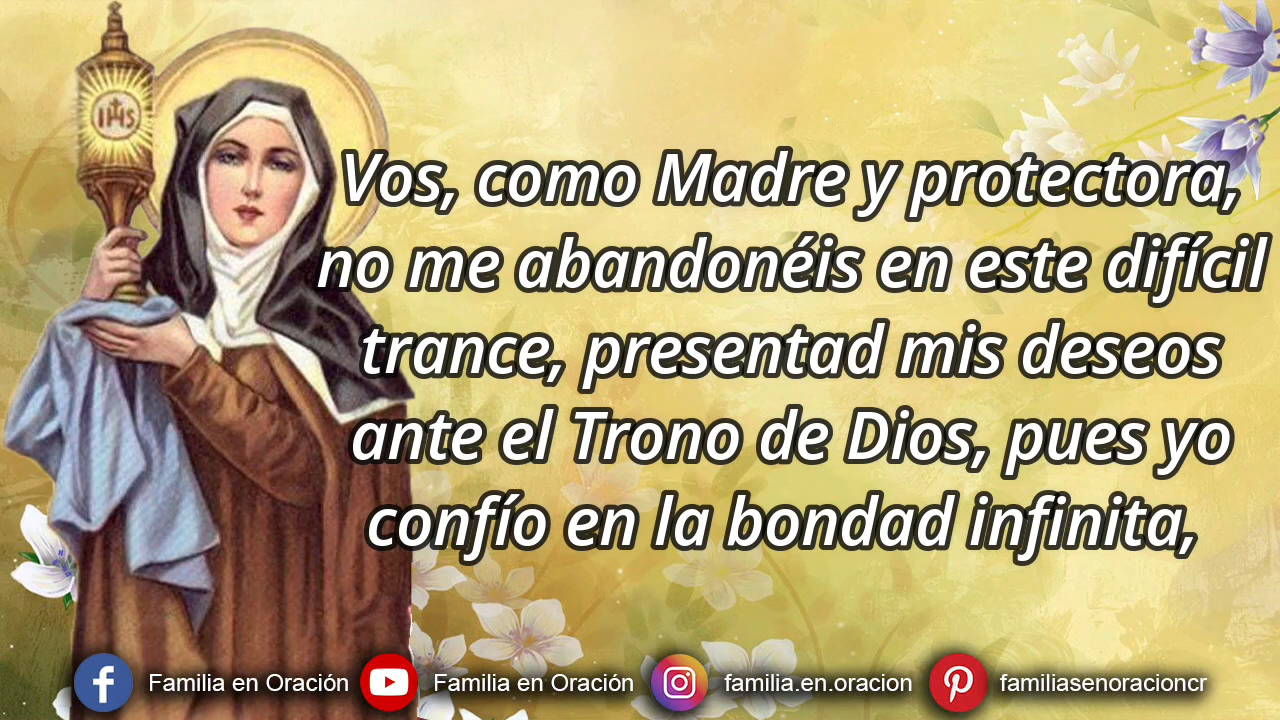 IHS
Vos, como Madre y protectora,
no me abandonéis en este difícil
trance, presentad mis deseos
ante el Trono de Dios, pues yo
confío en la bondad infinita,
Familia en Oración
Familia en Oración
familia.en.oracion
familiasenoracioncr